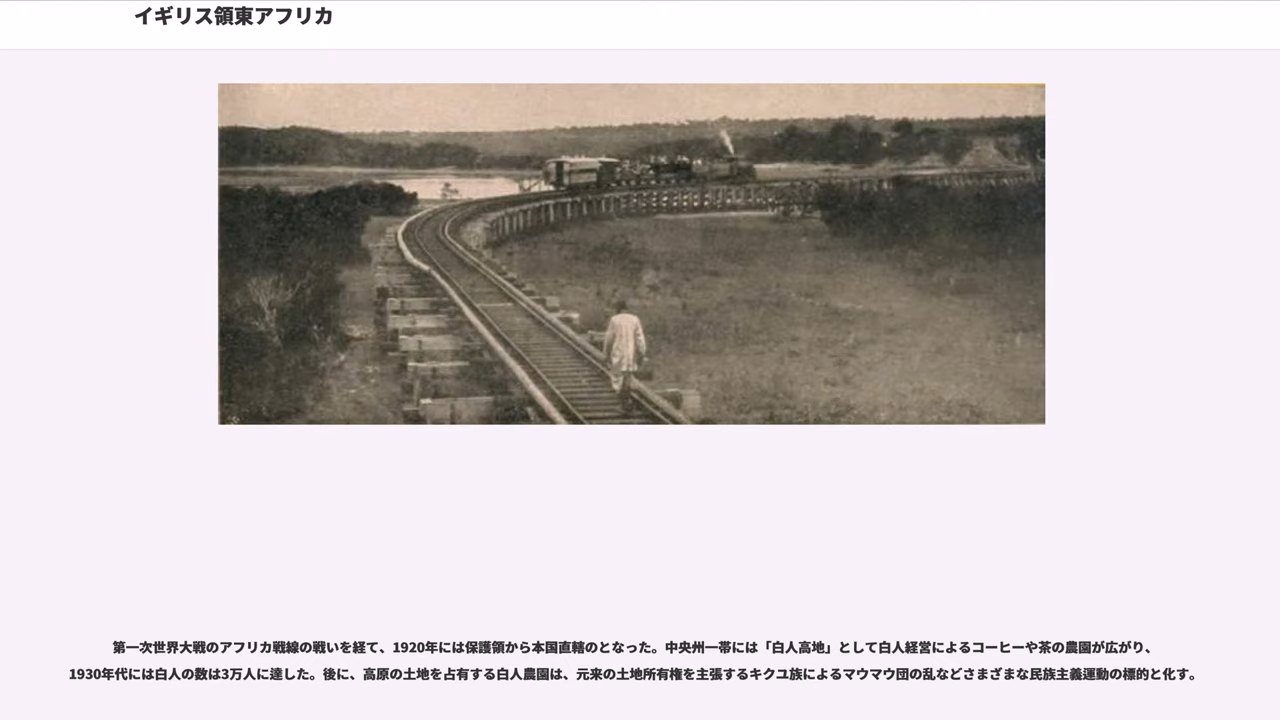 イギリス領東アフリカ
第一次世界大戦のアフリカ戦線の戦いを経て、1920年には保護領から本国直轄のとなった。中央州一帯には「白人高地」として白人経営によるコーヒーや茶の農園が広がり、
1930年代には白人の数は3万人に達した。後に、高原の土地を占有する白人農園は、元来の土地所有権を主張するキクユ族によるマウマウ団の乱などさまざまな民族主義運動の標的と化す。